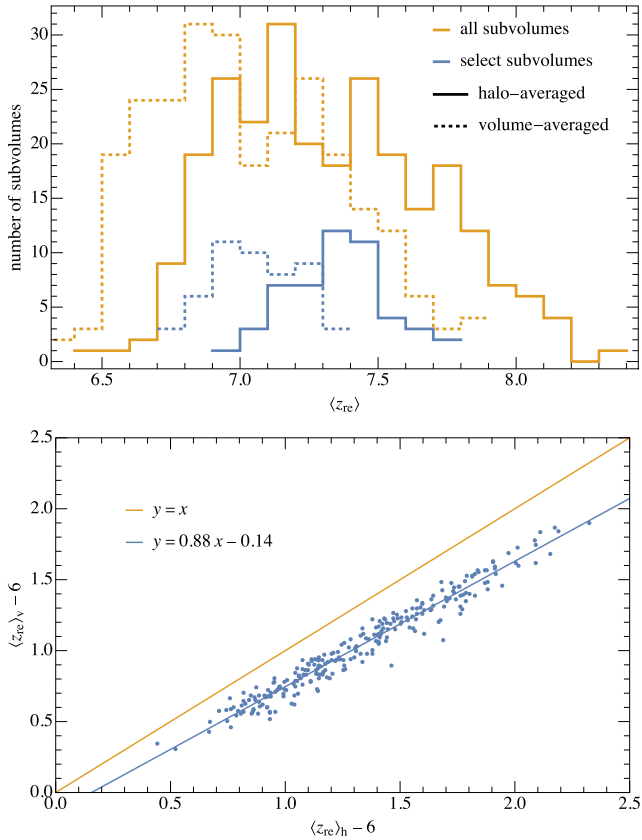 30
25
20
15
10
5
0
number of subvolumes
all subvolumes
select subvolumes
halo−averaged
volume−averaged
6.5 7.0 7.5 8.0
⟨z_re⟩
2.5
2.0
1.5
1.0
0.5
0.0
⟨z_re⟩_v − 6
y = x
y = 0.88 x − 0.14
0.0 0.5 1.0 1.5 2.0 2.5
⟨z_re⟩_h − 6